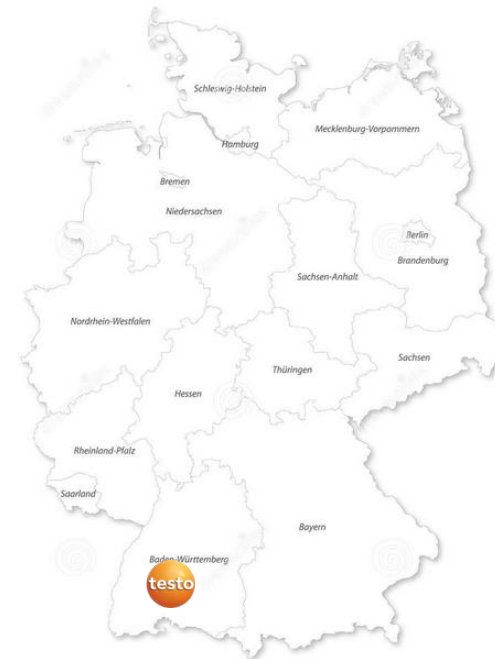 Schleswig-Holstein
Mecklenburg-Vorpommern
Hamburg
Bremen
Niedersachsen
Berlin
Brandenburg
Sachsen-Anhalt
Nordrhein-Westfalen
Sachsen
Thüringen
Hessen
Rheinland-Pfalz
Saarland
Bayern
Baden-Württemberg
testo